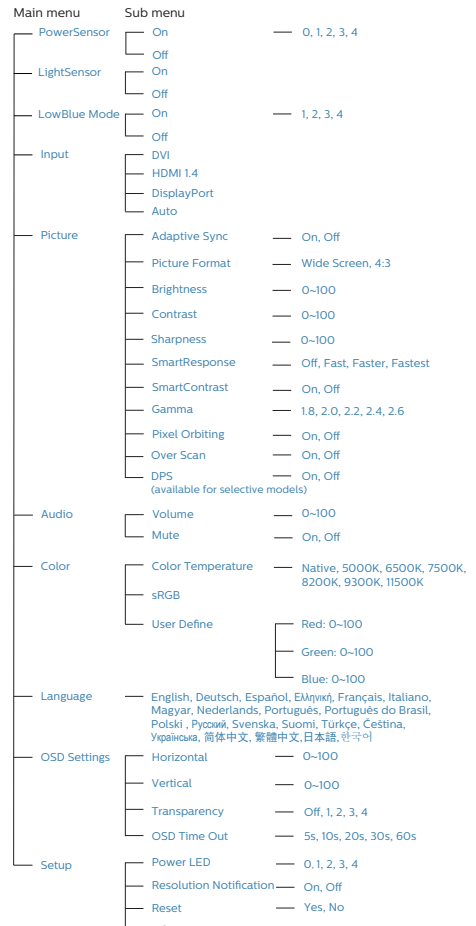 Main menu Sub menu
PowerSensor On 0, 1, 2, 3, 4
Off
LightSensor On
Off
LowBlue Mode On 1, 2, 3, 4
Off
Input DVI
HDMI 1.4
DisplayPort
Auto
Picture Adaptive Sync On, Off
Picture Format Wide Screen, 4:3
Brightness 0~100
Contrast 0~100
Sharpness 0~100
SmartResponse Off, Fast, Faster, Fastest
SmartContrast On, Off
Gamma 1.8, 2.0, 2.2, 2.4, 2.6
Pixel Orbiting On, Off
Over Scan On, Off
DPS On, Off
(available for selective models)
Audio Volume 0~100
Mute On, Off
Color Color Temperature Native, 5000K, 6500K, 7500K,
8200K, 9300K, 11500K
sRGB
User Define Red: 0~100
Green: 0~100
Blue: 0~100
Language English, Deutsch, Español, Ελληνική, Français, Italiano,
Magyar, Nederlands, Português, Português do Brasil,
Polski , Русский, Svenska, Suomi, Türkçe, Čeština,
Українська, 简体中文, 繁體中文,日本語,한국어
OSD Settings Horizontal 0~100
Vertical 0~100
Transparency Off, 1, 2, 3, 4
OSD Time Out 5s, 10s, 20s, 30s, 60s
Setup Power LED 0, 1, 2, 3, 4
Resolution Notification On, Off
Reset Yes, No